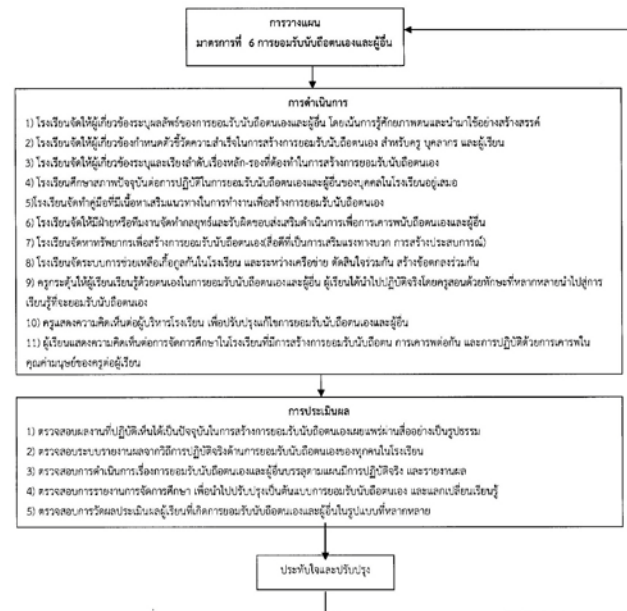 การวางแผน
มาตรการที่ 6 การยอมรับนับถือตนเองและผู้อื่น
การดำเนินการ
1) โรงเรียนจัดให้ผู้เกี่ยวข้องระบุผลลัพธ์ของการยอมรับนับถือตนเองและผู้อื่น โดยเน้นการรู้ศักยภาพตนและนำมาใช้อย่างสร้างสรรค์
2) โรงเรียนจัดให้ผู้เกี่ยวข้องกำหนดตัวชี้วัดความสำเร็จในการสร้างการยอมรับนับถือตนเอง สำหรับครู บุคลากร และผู้เรียน
3) โรงเรียนจัดให้ผู้เกี่ยวข้องระบุและเรียงลำดับเรื่องหลัก-รองที่ต้องทำในการสร้างการยอมรับนับถือตนเอง
4) โรงเรียนศึกษาสภาพปัจจุบันต่อการปฏิบัติในการยอมรับนับถือตนเองและผู้อื่นของบุคคลในโรงเรียนอยู่เสมอ
5)โรงเรียนจัดทำคู่มือที่มีเนื้อหาเสริมแนวทางในการทำงานเพื่อสร้างการยอมรับนับถือตนเอง
6) โรงเรียนจัดให้มีฝ่ายหรือทีมงานจัดทำกลยุทธ์และรับผิดชอบส่งเสริมดำเนินการเพื่อการเคารพนับถือตนเองและผู้อื่น
7) โรงเรียนจัดหาทรัพยากรเพื่อสร้างการยอมรับนับถือตนเอง(สื่อดีที่เป็นการเสริมแรงทางบวก การสร้างประสบการณ์)
8) โรงเรียนจัดระบบการช่วยเหลือเกื้อกูลกันในโรงเรียน และระหว่างเครือข่าย ตัดสินใจร่วมกัน สร้างข้อตกลงร่วมกัน
9) ครูกระตุ้นให้ผู้เรียนเรียนรู้ด้วยตนเองในการยอมรับนับถือตนเองและผู้อื่น ผู้เรียนได้นำไปปฏิบัติจริงโดยครูสอนด้วยทักษะที่หลากหลายนำไปสู่การ
เรียนรู้ที่จะยอมรับนับถือตนเอง
10) ครูแสดงความคิดเห็นต่อผู้บริหารโรงเรียน เพื่อปรับปรุงแก้ไขการยอมรับนับถือตนเองและผู้อื่น
11) ผู้เรียนแสดงความคิดเห็นต่อการจัดการศึกษาในโรงเรียนที่มีการสร้างการยอมรับนับถือตน การเคารพต่อกัน และการปฏิบัติด้วยการเคารพใน
คุณค่ามนุษย์ของครูต่อผู้เรียน
การประเมินผล
1) ตรวจสอบผลงานที่ปฏิบัติเห็นได้เป็นปัจจุบันในการสร้างการยอมรับนับถือตนเองเผยแพร่ผ่านสื่ออย่างเป็นรูปธรรม
2) ตรวจสอบระบบรายงานผลจากวิถีการปฏิบัติจริงด้านการยอมรับนับถือตนเองของทุกคนในโรงเรียน
3) ตรวจสอบการดำเนินการเรื่องการยอมรับนับถือตนเองและผู้อื่นบรรลุตามแผนมีการปฏิบัติจริง และรายงานผล
4) ตรวจสอบการรายงานการจัดการศึกษา เพื่อนำไปปรับปรุงเป็นต้นแบบการยอมรับนับถือตนเอง และแลกเปลี่ยนเรียนรู้
5) ตรวจสอบการวัดผลประเมินผลผู้เรียนที่เกิดการยอมรับนับถือตนเองและผู้อื่นในรูปแบบที่หลากหลาย
ประทับใจและปรับปรุง